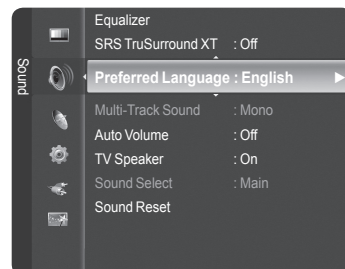 Sound
Equalizer
SRS TruSurround XT : Off
Preferred Language : English
Multi-Track Sound : Mono
Auto Volume : Off
TV Speaker : On
Sound Select : Main
Sound Reset